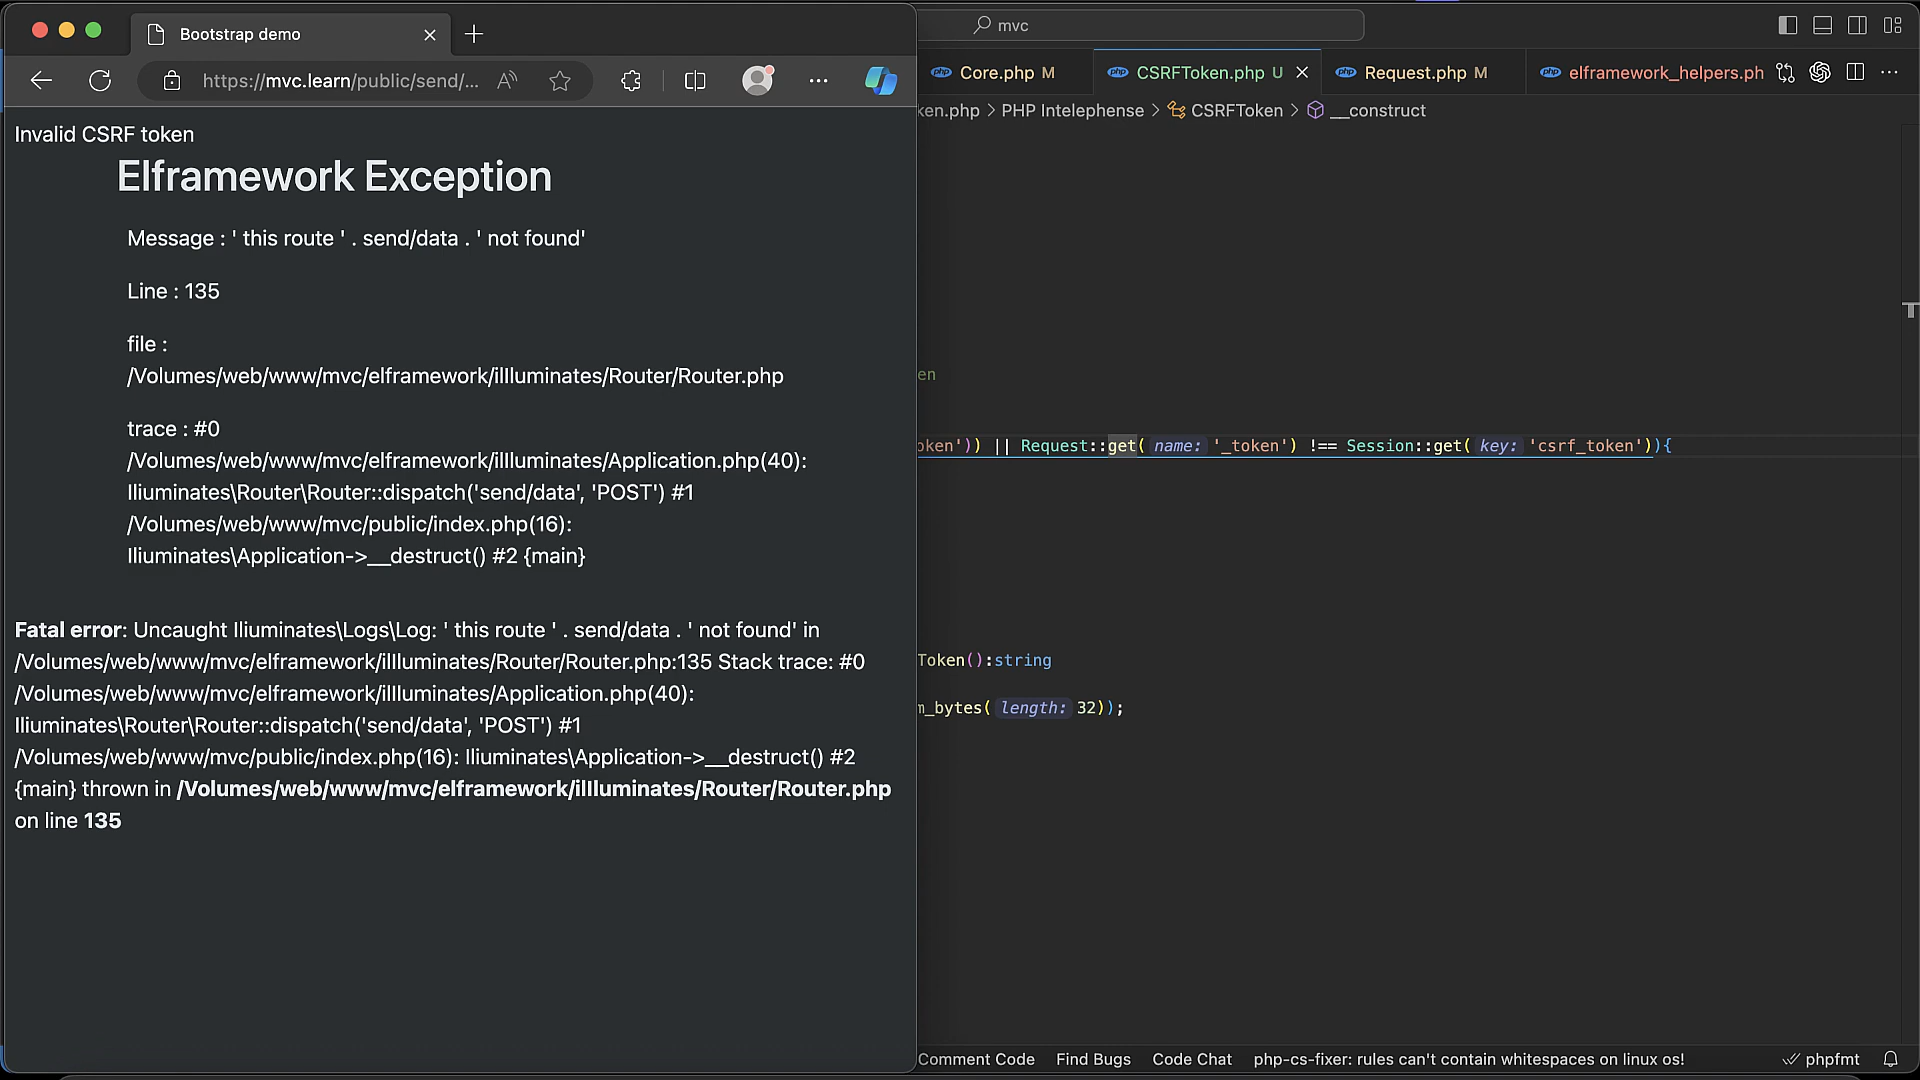 Bootstrap demo
https://mvc.learn/public/send/...
Invalid CSRF token
Elframework Exception
Message : ' this route ' . send/data . ' not found'
Line : 135
file :
/Volumes/web/www/mvc/elframework/illluminates/Router/Router.php
trace : #0
/Volumes/web/www/mvc/elframework/illluminates/Application.php(40):
Iliuminates\Router\Router::dispatch('send/data', 'POST') #1
/Volumes/web/www/mvc/public/index.php(16):
Iliuminates\Application->__destruct() #2 {main}
Fatal error: Uncaught Iliuminates\Logs\Log: ' this route ' . send/data . ' not found' in
/Volumes/web/www/mvc/elframework/illluminates/Router/Router.php:135 Stack trace: #0
/Volumes/web/www/mvc/elframework/illluminates/Application.php(40):
Iliuminates\Router\Router::dispatch('send/data', 'POST') #1
/Volumes/web/www/mvc/public/index.php(16): Iliuminates\Application->__destruct() #2
{main} thrown in /Volumes/web/www/mvc/elframework/illluminates/Router/Router.php
on line 135
mvc
php Core.php M
php CSRFToken.php U
php Request.php M
php elframework_helpers.ph
ken.php > PHP Intelephense > CSRFToken > __construct
en
oken')) || Request::get( name: '_token') !== Session::get( key: 'csrf_token')){
Token():string
m_bytes( length: 32));
Comment Code Find Bugs Code Chat php-cs-fixer: rules can't contain whitespaces on linux os! phpfmt